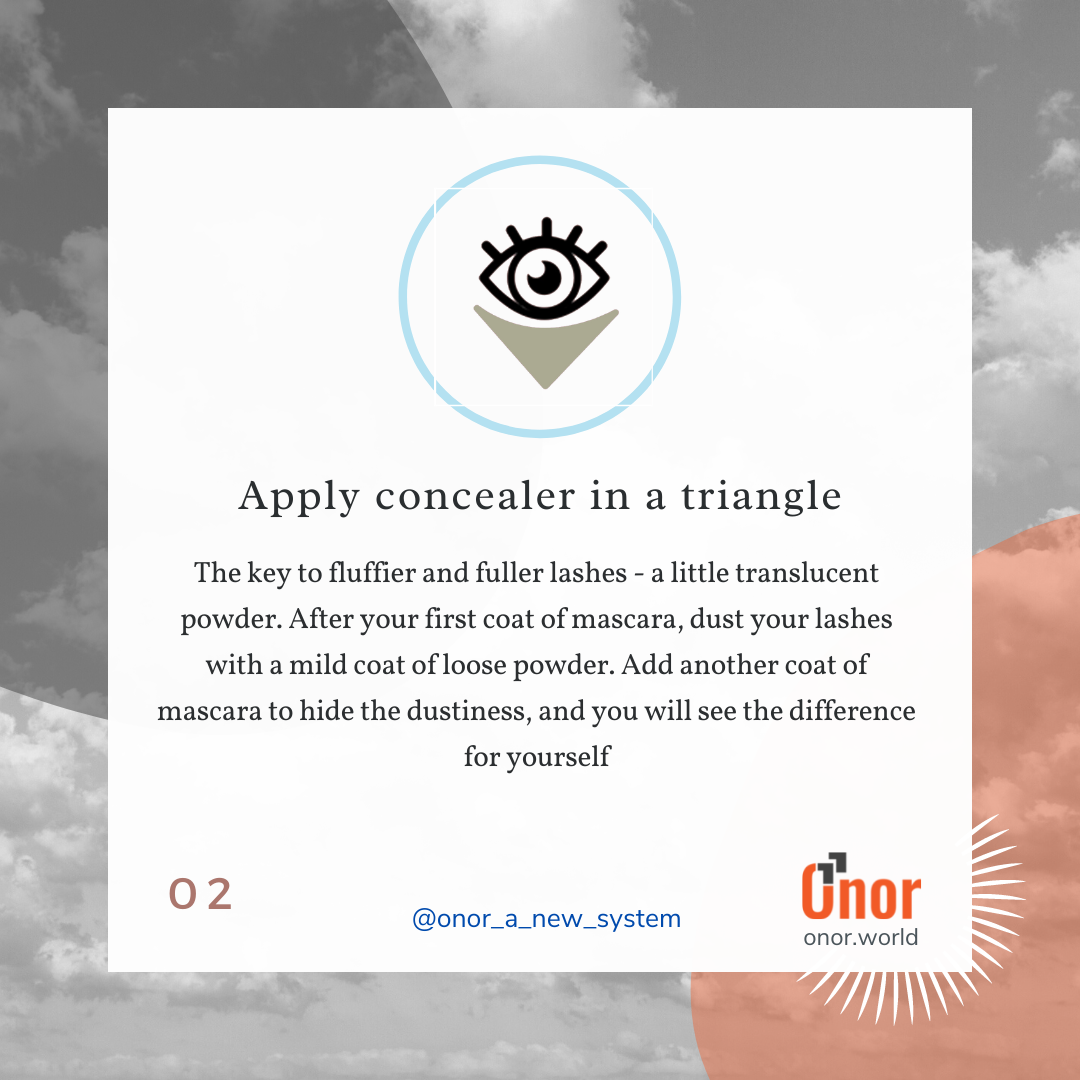 Apply concealer in a triangle
The key to fluffier and fuller lashes - a little translucent
powder. After your first coat of mascara, dust your lashes
with a mild coat of loose powder. Add another coat of
mascara to hide the dustiness, and you will see the difference
for yourself
02
@onor_a_new_system
Onor
onor.world